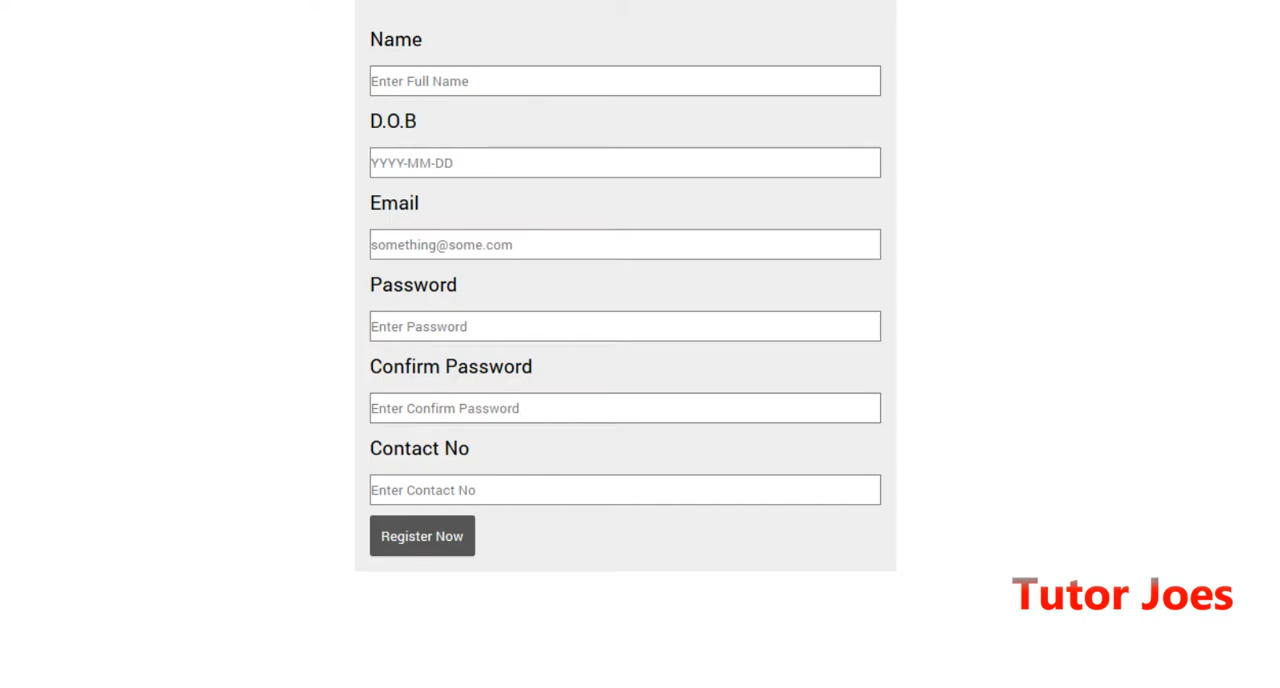 Name
Enter Full Name
D.O.B
YYYY-MM-DD
Email
something@some.com
Password
Enter Password
Confirm Password
Enter Confirm Password
Contact No
Enter Contact No
Register Now
Tutor Joes